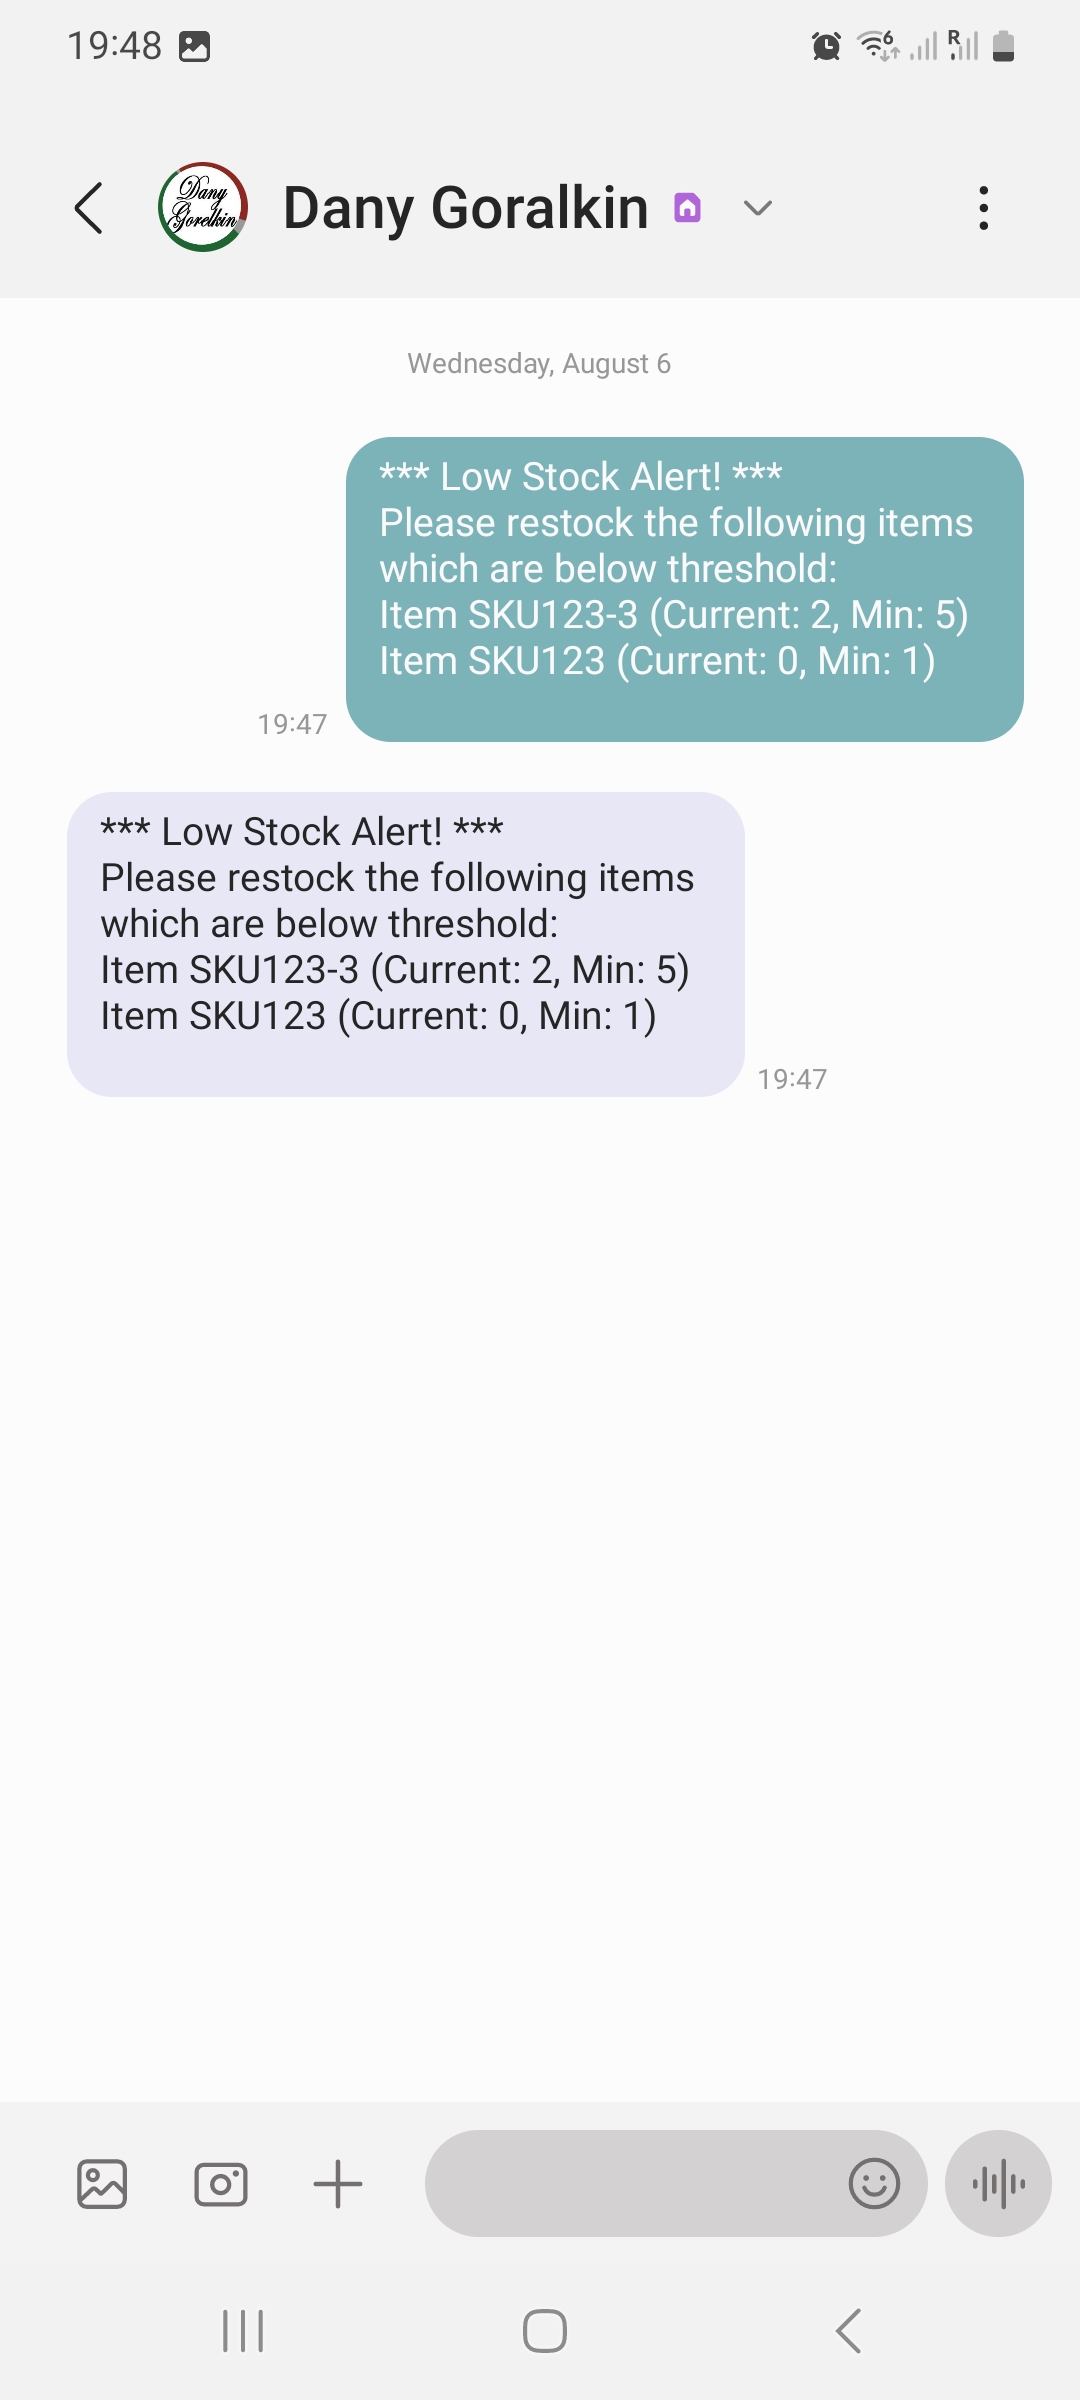 19:48
6
R
Dany
Gorelkin
Dany Goralkin
Wednesday, August 6
*** Low Stock Alert! ***
Please restock the following items
which are below threshold:
Item SKU123-3 (Current: 2, Min: 5)
Item SKU123 (Current: 0, Min: 1)
19:47
*** Low Stock Alert! ***
Please restock the following items
which are below threshold:
Item SKU123-3 (Current: 2, Min: 5)
Item SKU123 (Current: 0, Min: 1)
19:47